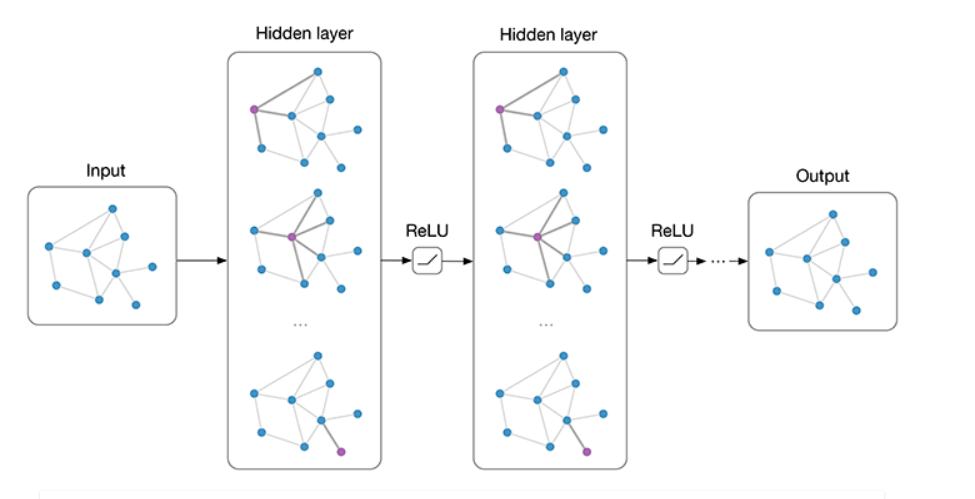 Hidden layer
Hidden layer
Input
Output
ReLU
ReLU
...
...
...